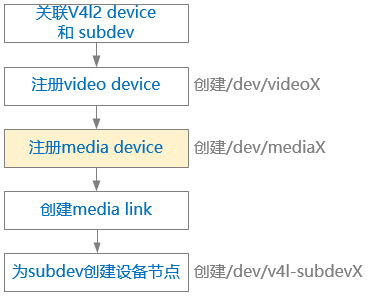 关联V4l2 device
和 subdev
注册video device
创建/dev/videoX
注册media device
创建/dev/mediaX
创建media link
为subdev创建设备节点
创建/dev/v4l-subdevX